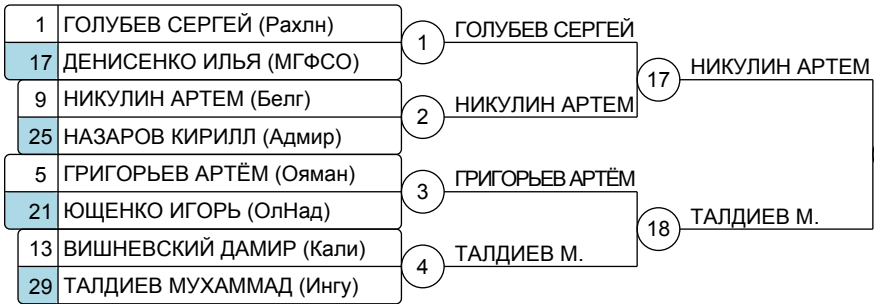 1 ГОЛУБЕВ СЕРГЕЙ (Рахлн)
17 ДЕНИСЕНКО ИЛЬЯ (МГФСО)
9 НИКУЛИН АРТЕМ (Белг)
25 НАЗАРОВ КИРИЛЛ (Адмир)
5 ГРИГОРЬЕВ АРТЁМ (Ояман)
21 ЮЩЕНКО ИГОРЬ (ОлНад)
13 ВИШНЕВСКИЙ ДАМИР (Кали)
29 ТАЛДИЕВ МУХАММАД (Ингу)
1 ГОЛУБЕВ СЕРГЕЙ
2 НИКУЛИН АРТЕМ
3 ГРИГОРЬЕВ АРТЁМ
4 ТАЛДИЕВ М.
17 НИКУЛИН АРТЕМ
18 ТАЛДИЕВ М.